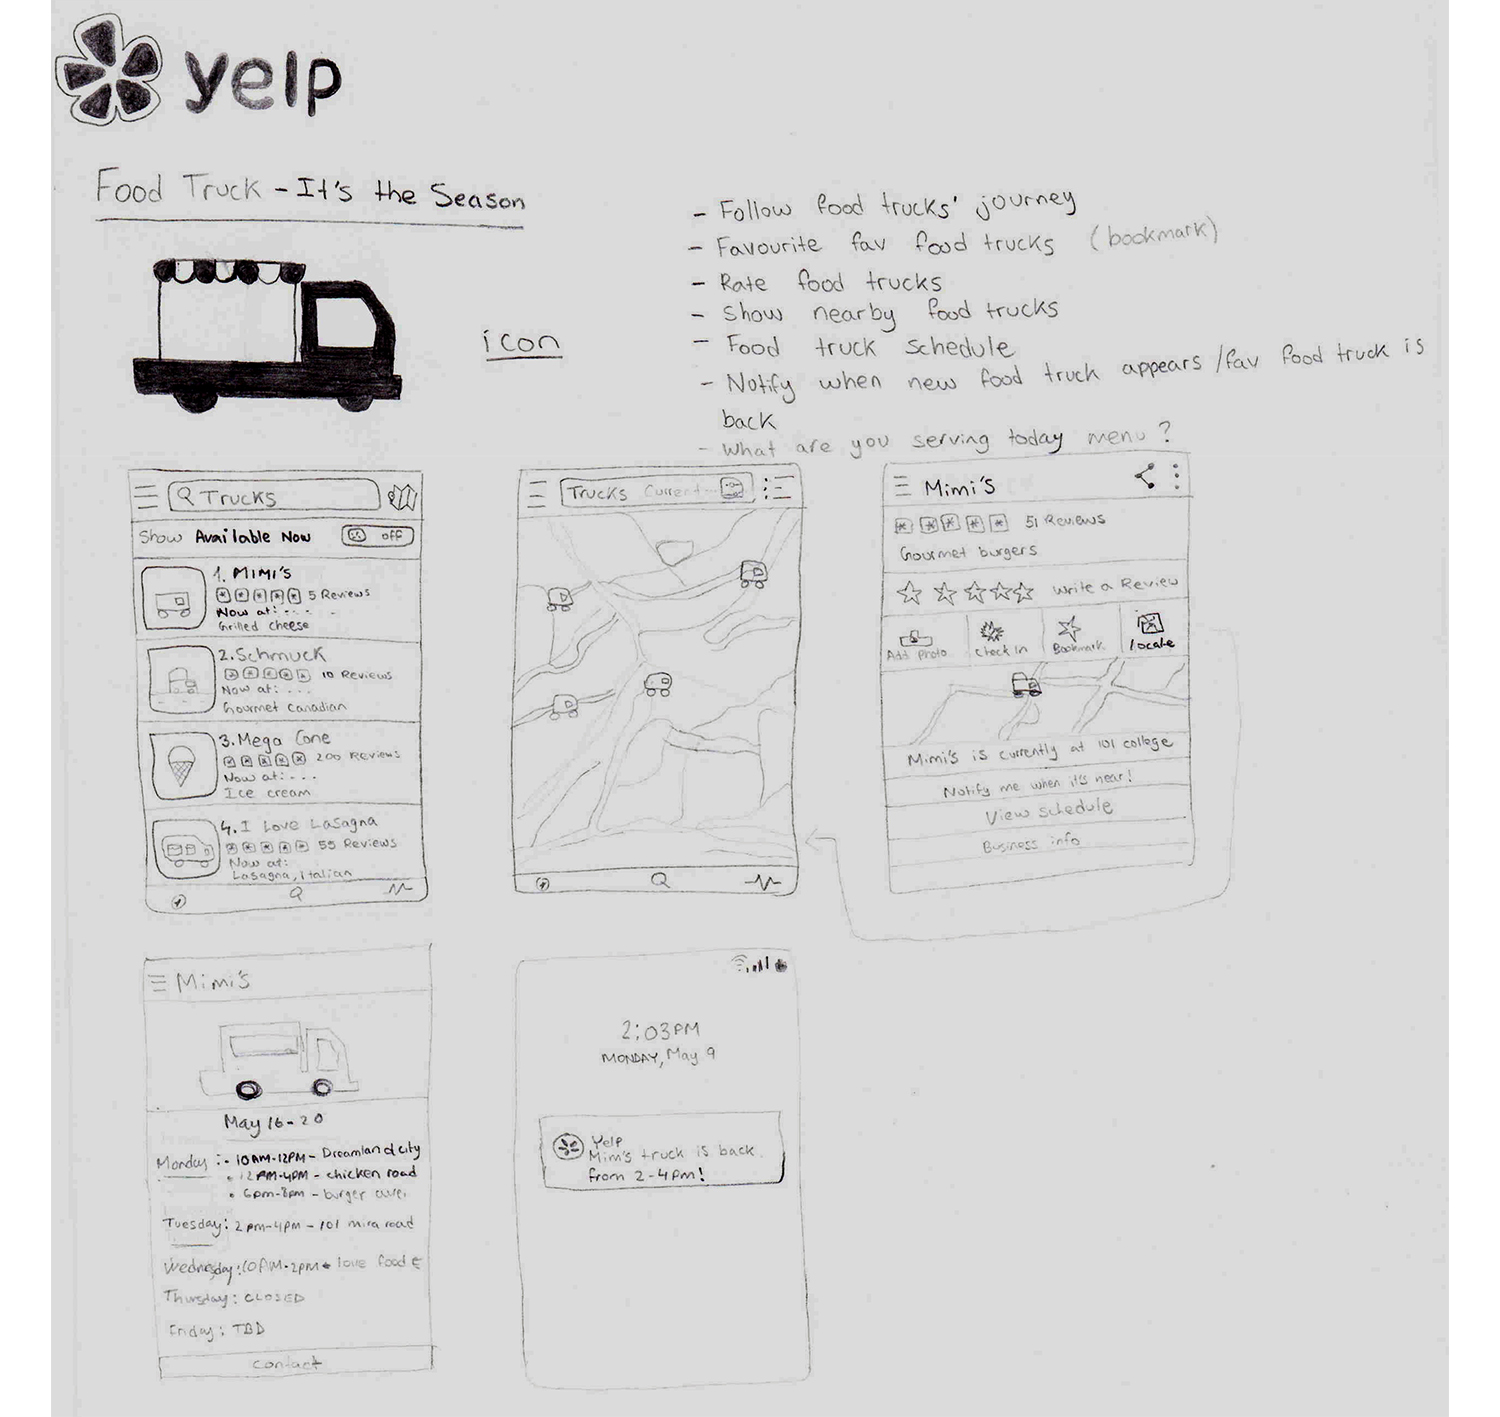 yelp
Food Truck - It's the Season
icon
- Follow food trucks' journey
- Favourite fav food trucks (bookmark)
- Rate food trucks
- Show nearby food trucks
- Food truck schedule
- Notify when new food truck appears /fav food truck is
back
- What are you serving today menu?
Trucks
Show Available Now off
1. MIMI'S
5 Reviews
Now at: - - -
Grilled cheese
2. Schmuck
10 Reviews
Now at: - - -
Gourmet Canadian
3. Mega Cone
200 Reviews
Now at: - - -
Ice cream
4. I Love Lasagna
55 Reviews
Now at:
Lasagna, Italian
Trucks Current...
Mimi's
51 Reviews
Gourmet burgers
Write a Review
Add photo Check In Bookmark locate
Mimi's is currently at 101 college
Notify me when it's near!
View schedule
Business info
Mimi's
May 16-20
Monday : - 10AM-12PM - Dreamland city
• 12PM-4PM - chicken road
• 6pm-8pm - burger
Tuesday: 2pm-4pm - 101 mira road
Wednesday: 10AM-2pm love food
Thursday: CLOSED
Friday: TBD
Contact
2:03PM
MONDAY, May 9
Yelp
Mimi's truck is back
from 2-4pm!